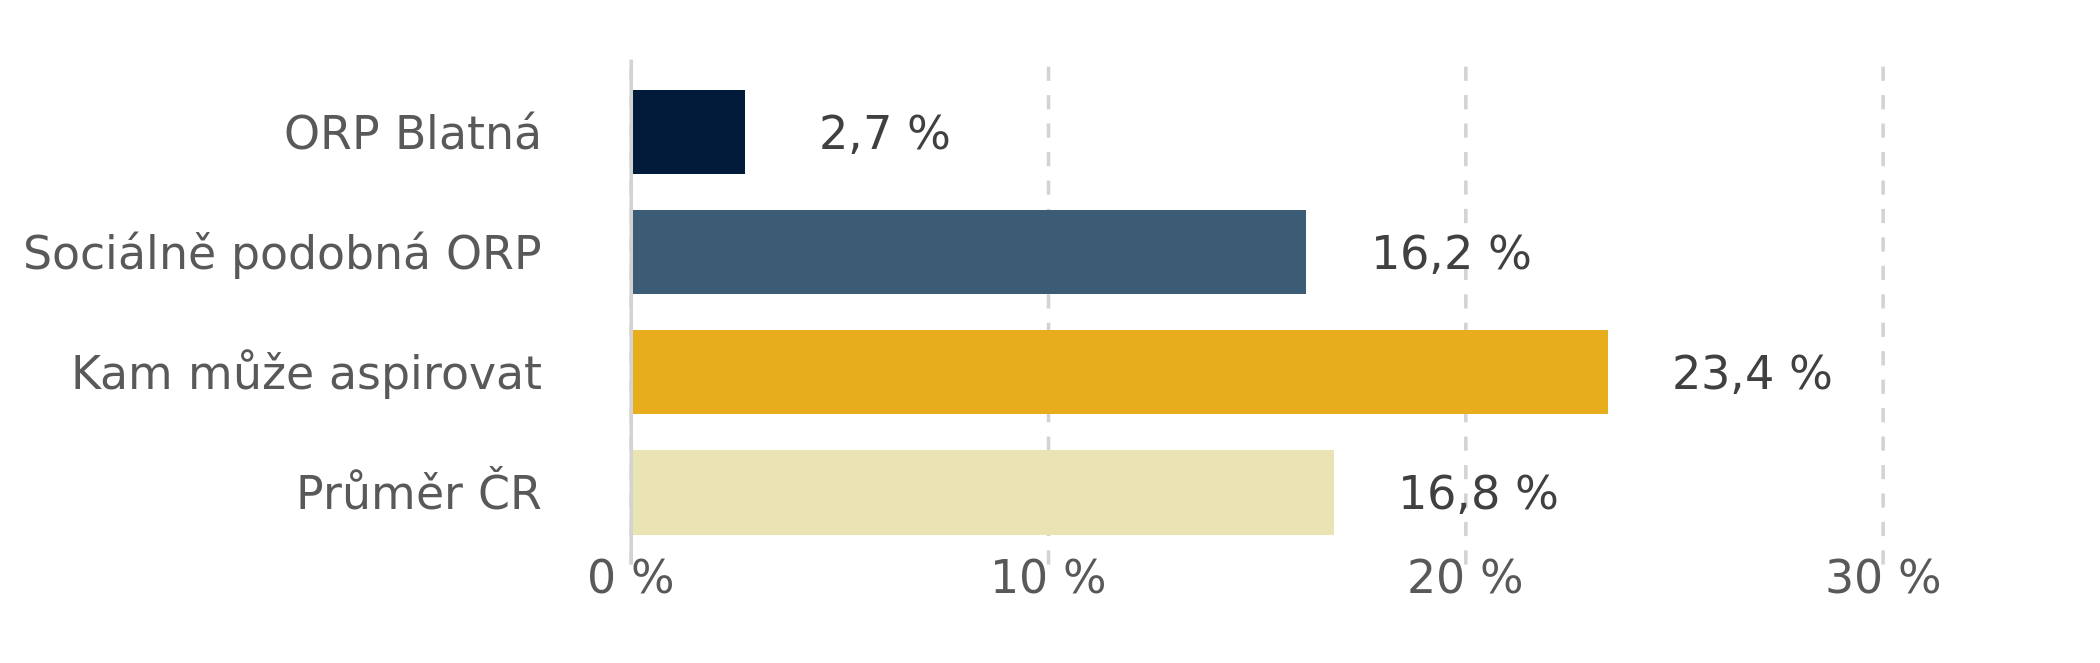 ORP Blatná 2,7 %
Sociálně podobná ORP 16,2 %
Kam může aspirovat 23,4 %
Průměr ČR 16,8 %
0 % 10 % 20 % 30 %